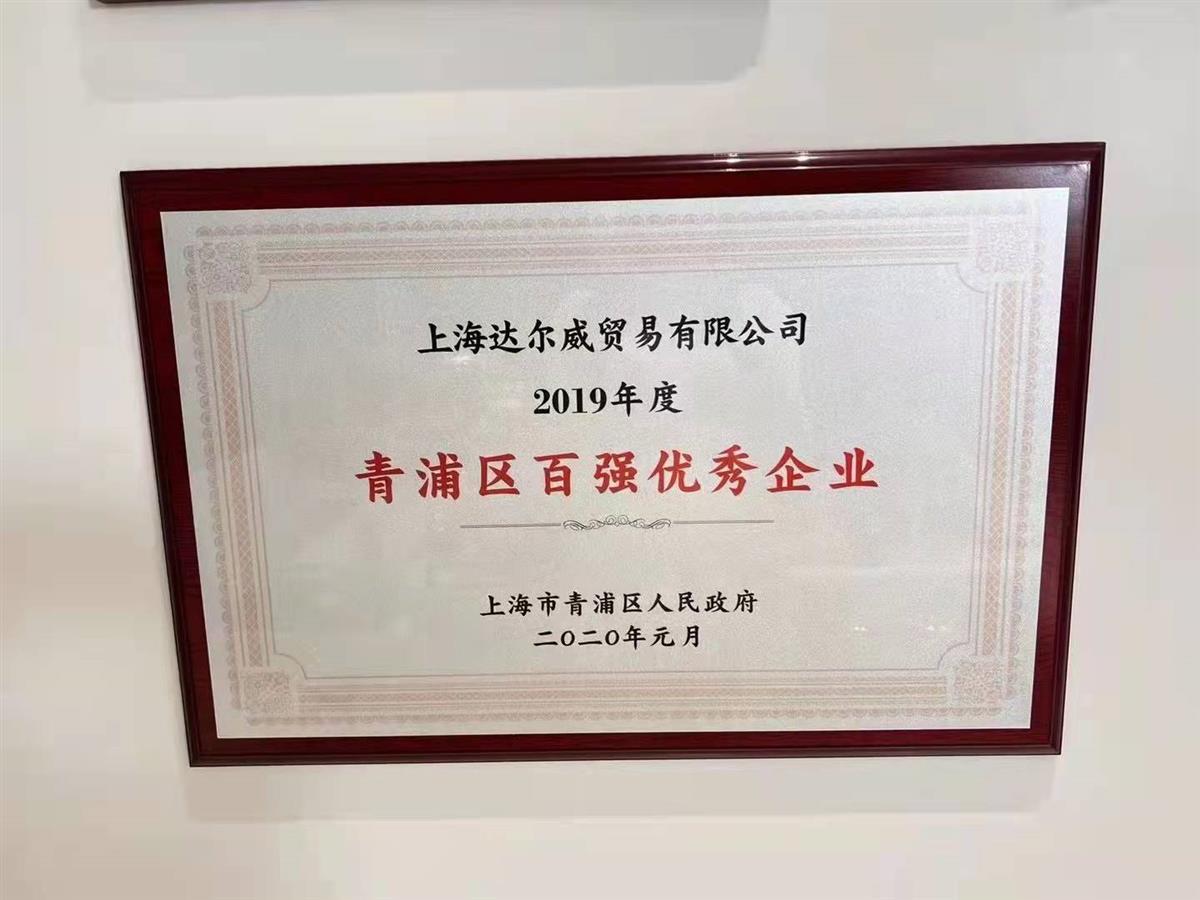 上海达尔威贸易有限公司
2019年度
青浦区百强优秀企业
上海市青浦区人民政府
二〇二〇年元月